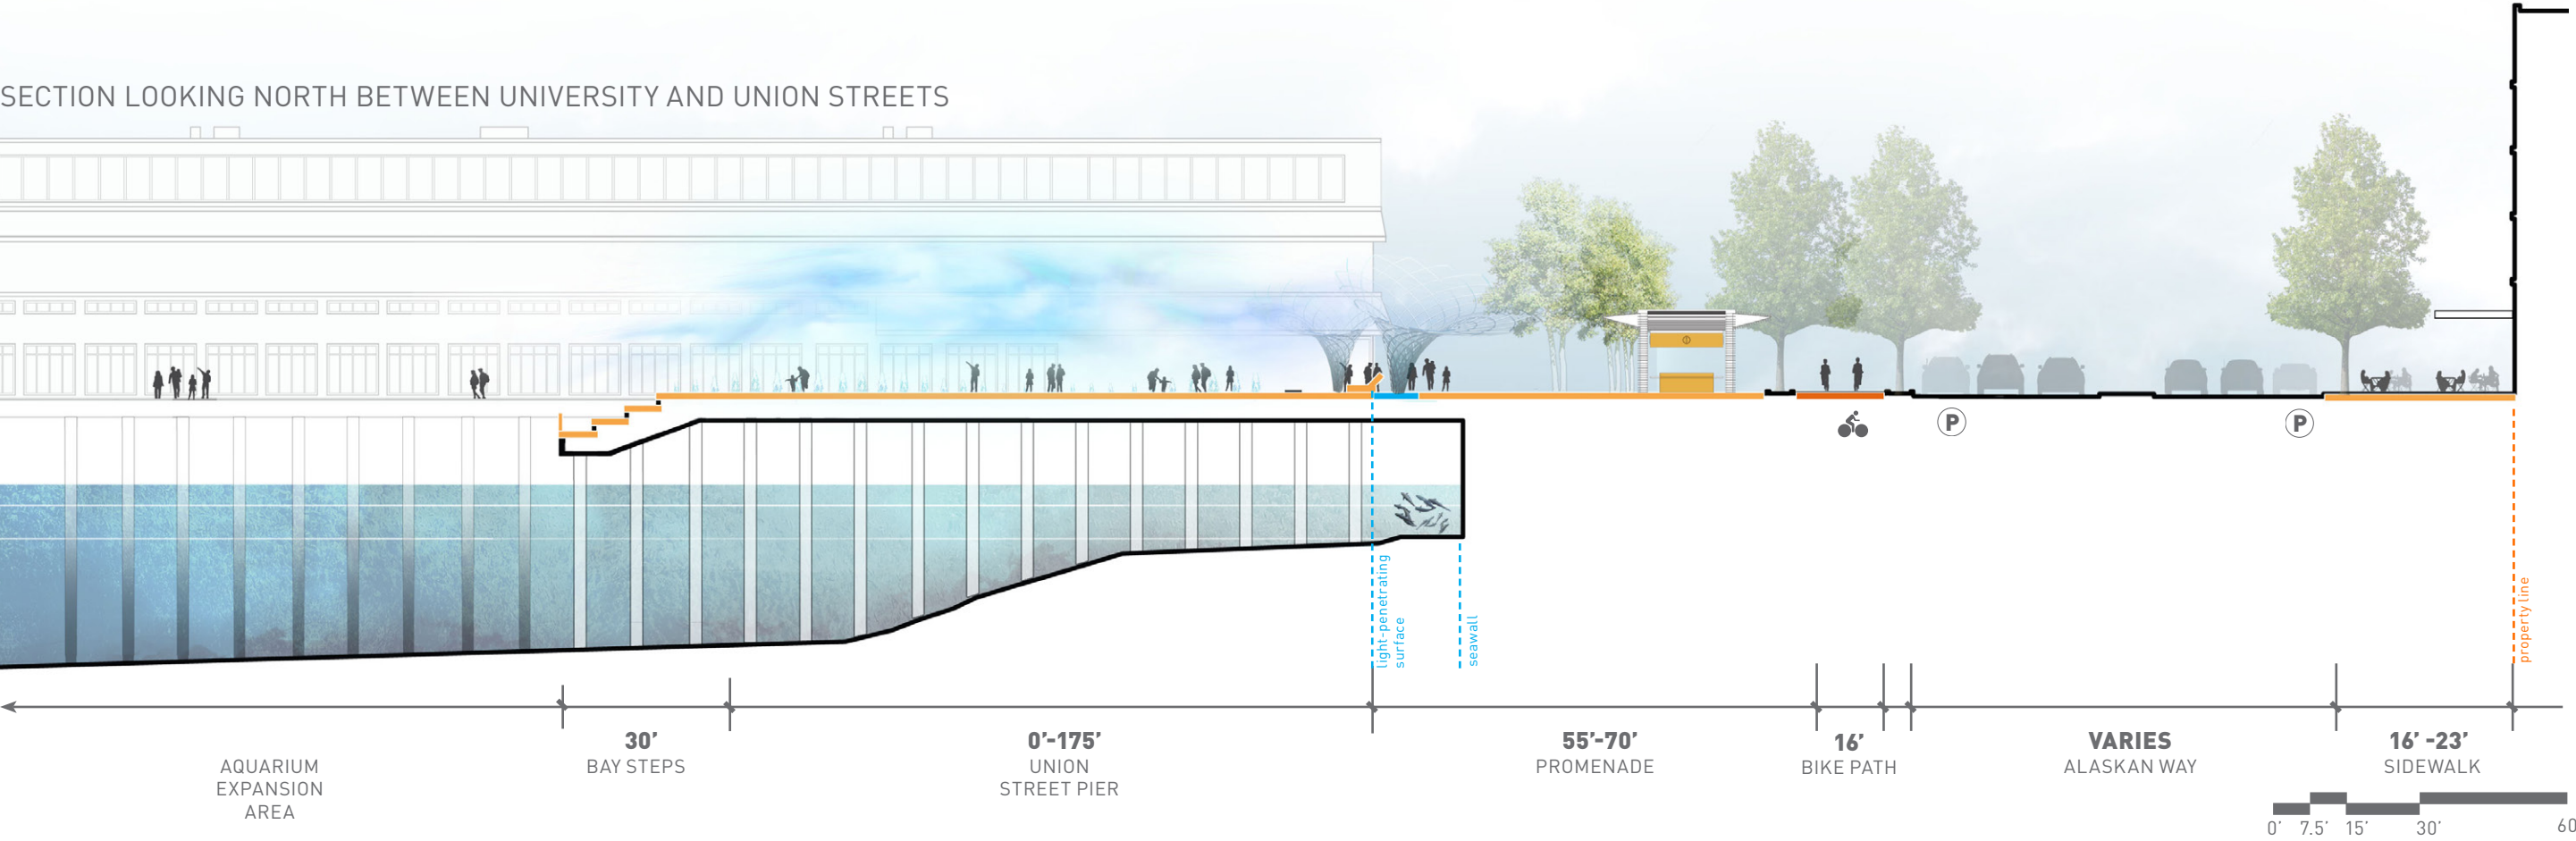 SECTION LOOKING NORTH BETWEEN UNIVERSITY AND UNION STREETS
P
P
light-penetrating
surface
seawall
property line
30’
BAY STEPS
0’-175’
UNION
STREET PIER
55’-70’
PROMENADE
16’
BIKE PATH
VARIES
ALASKAN WAY
16’ -23’
SIDEWALK
AQUARIUM
EXPANSION
AREA
0’ 7.5’ 15’ 30’ 60